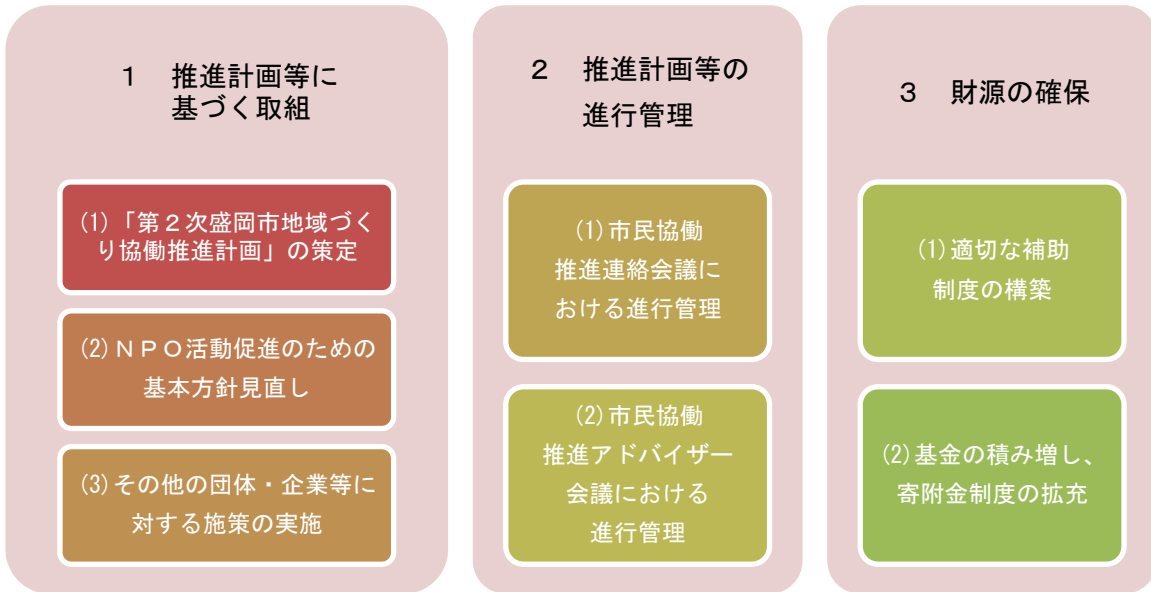 １　推進計画等に
基づく取組
(1)「第２次盛岡市地域づく
り協働推進計画」の策定
(2)ＮＰＯ活動促進のための
基本方針見直し
(3)その他の団体・企業等に
対する施策の実施
２　推進計画等の
進行管理
(1)市民協働
推進連絡会議に
おける進行管理
(2)市民協働
推進アドバイザー
会議における
進行管理
３　財源の確保
(1)適切な補助
制度の構築
(2)基金の積み増し、
寄附金制度の拡充